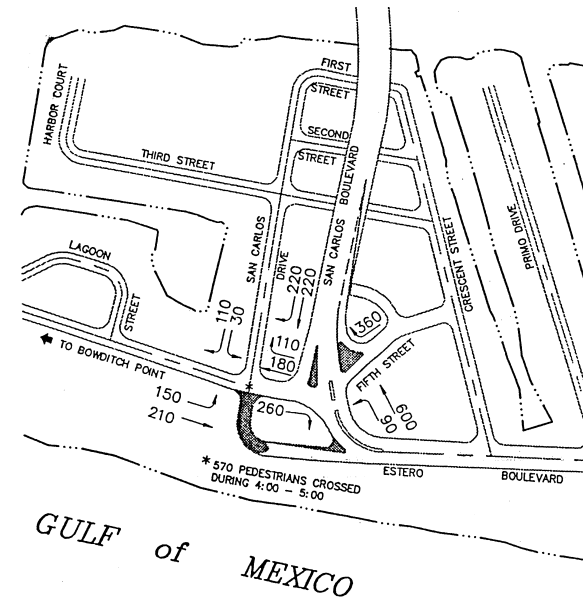 FIRST
STREET
SECOND
STREET
HARBOR COURT
THIRD STREET
SAN CARLOS
DRIVE
SAN CARLOS BOULEVARD
CRESCENT STREET
PRIMO DRIVE
LAGOON
STREET
220
220
110
30
110
180
360
FIFTH STREET
TO BOWDITCH POINT
150
210
*
260
600
90
* 570 PEDESTRIANS CROSSED
DURING 4:00 - 5:00
ESTERO BOULEVARD
GULF of MEXICO